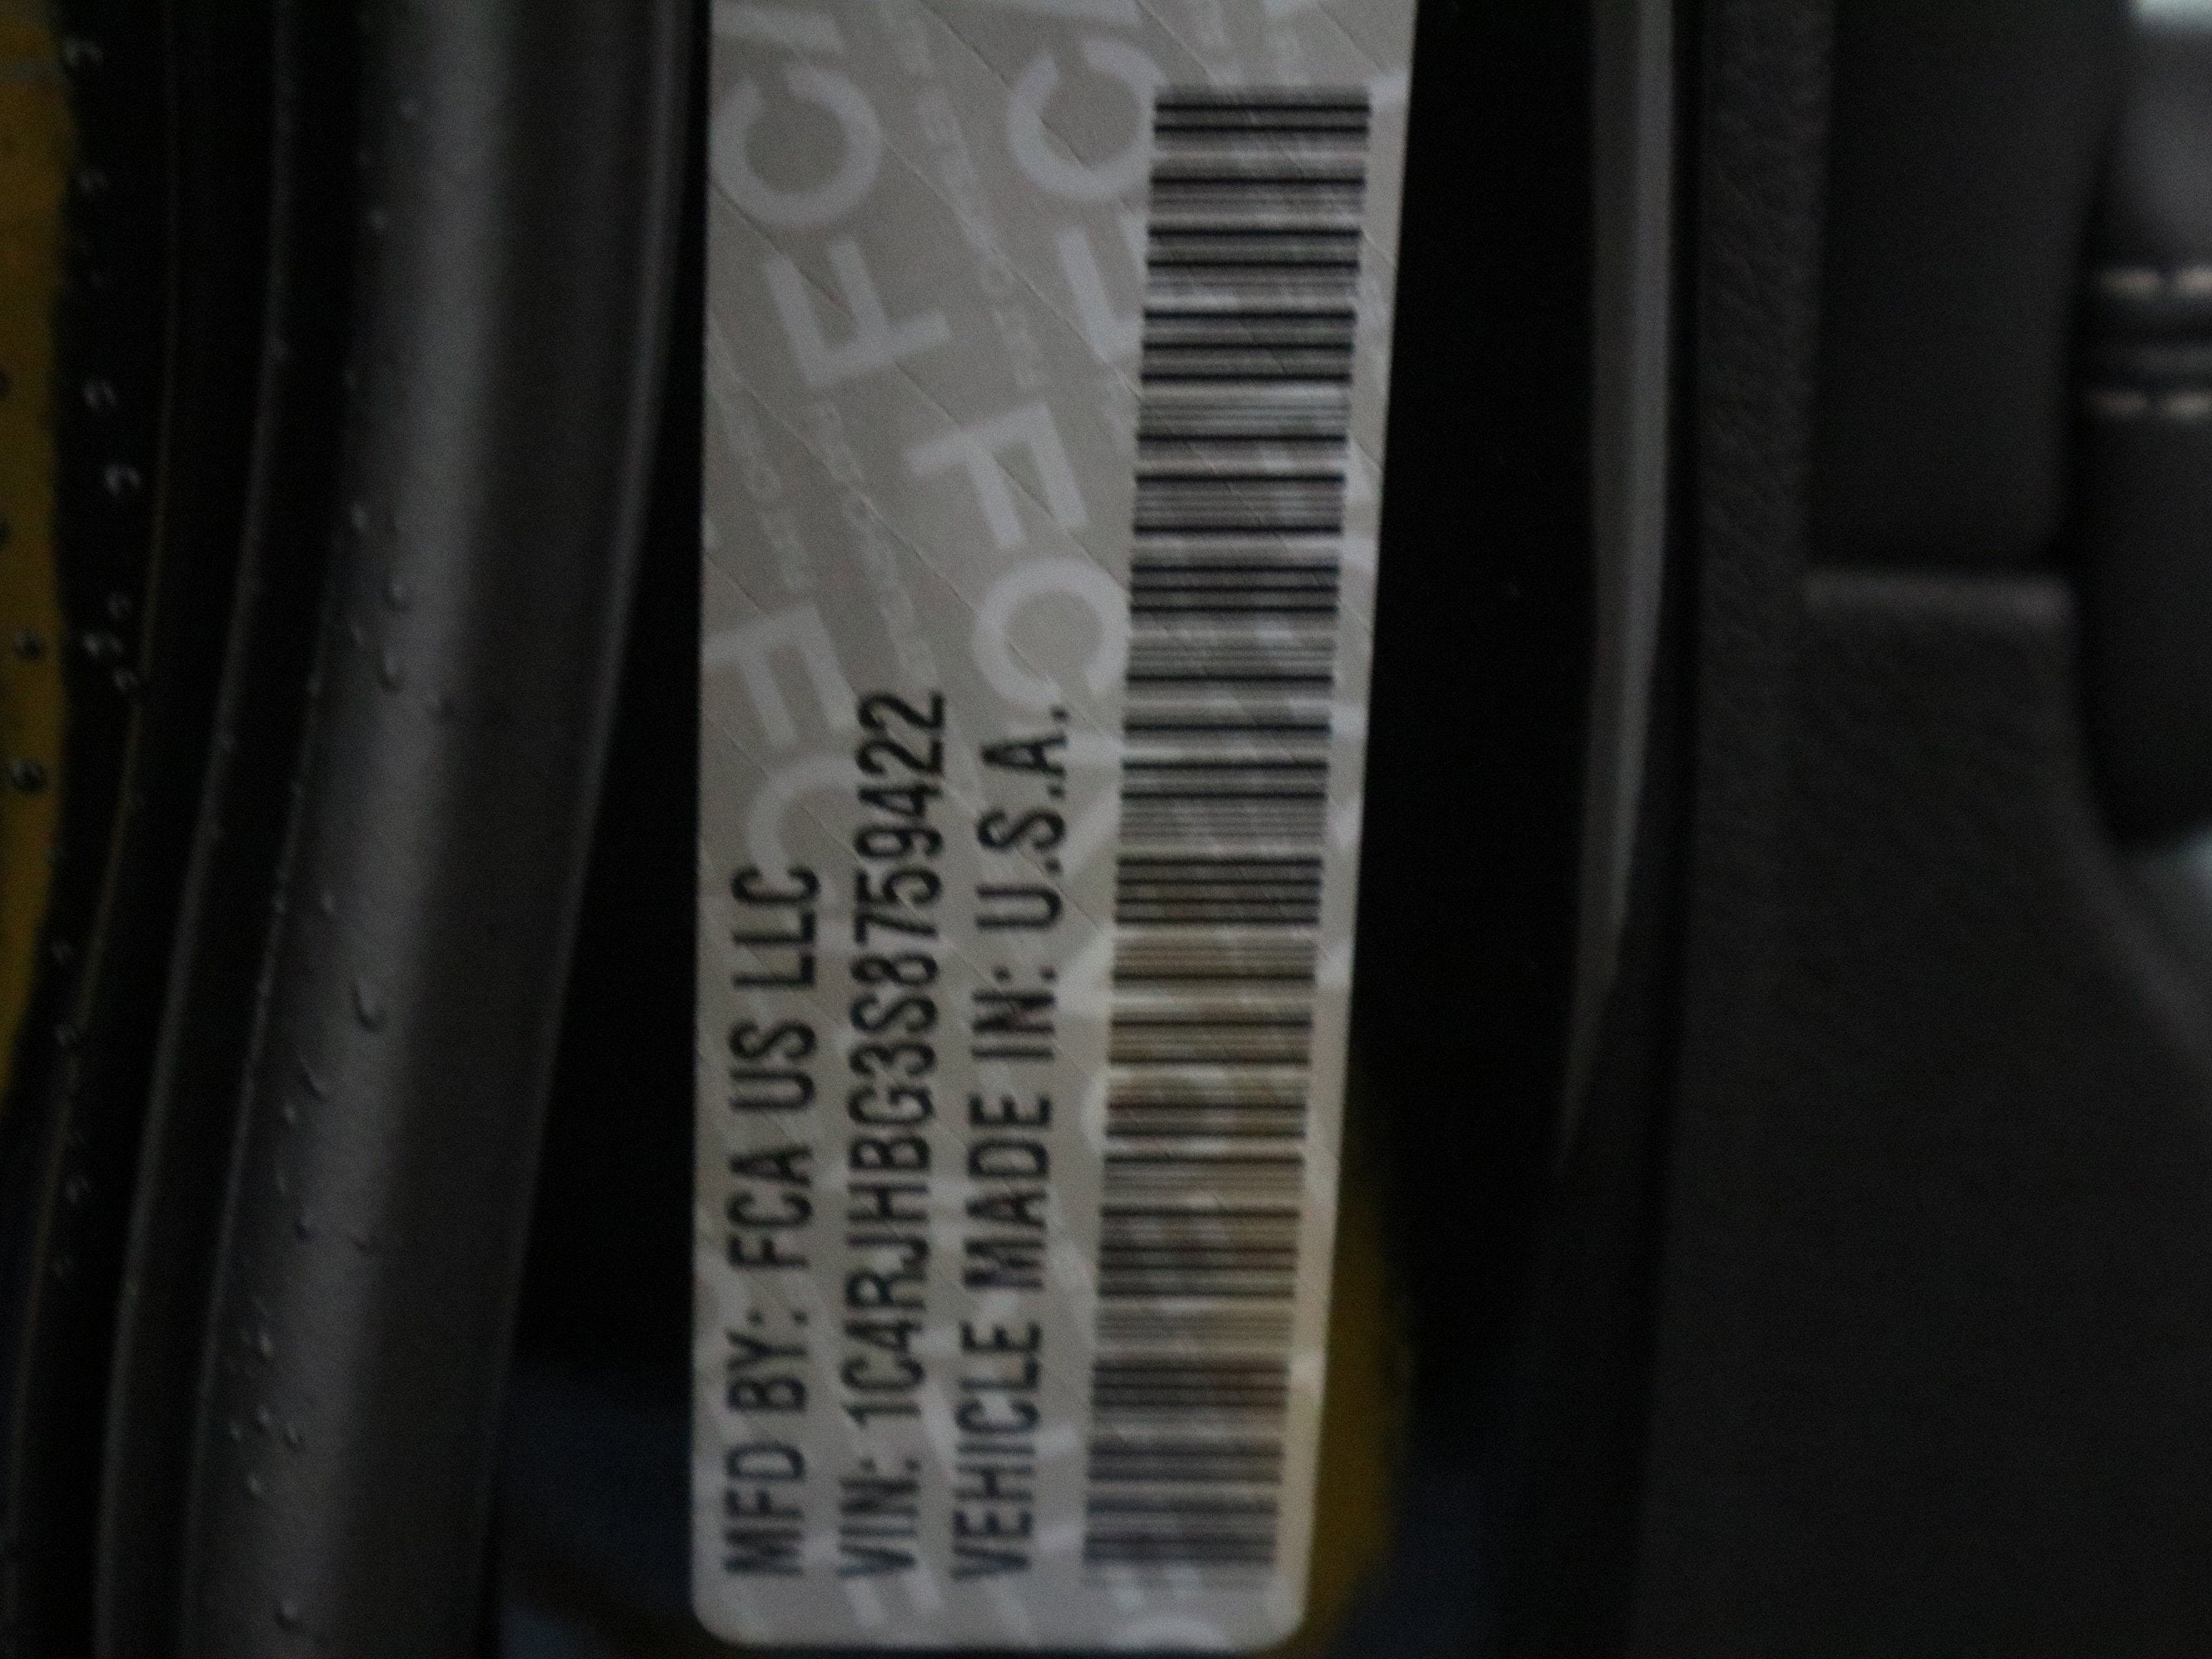 MFD BY: FCA US LLC
VIN: 1C4RJHBG3S8759422
VEHICLE MADE IN: U.S.A.